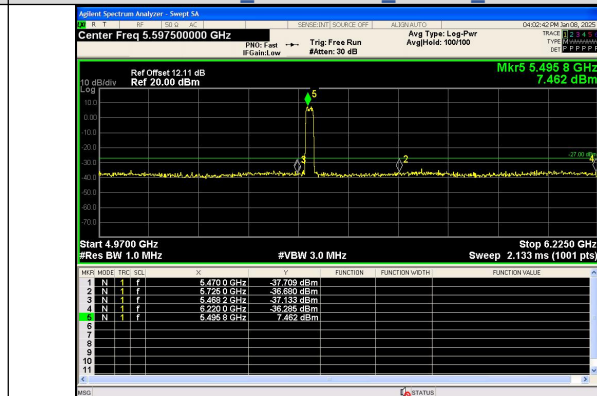 Agilent Spectrum Analyzer - Swept SA
R T RF 50 Ω AC SENSE:INT SOURCE OFF ALIGN AUTO 04:02:42 PM Jan 08, 2025
Center Freq 5.597500000 GHz
PNO: Fast
IFGain:Low
Trig: Free Run
#Atten: 30 dB
Avg Type: Log-Pwr
Avg|Hold: 100/100
TRACE 1 2 3 4 5
TYPE M
DET P P P P P
Mkr5 5.495 8 GHz
7.462 dBm
Ref Offset 12.11 dB
10 dB/div Ref 20.00 dBm
Log
10.0
0.00
-10.0
-20.0
-30.0
-40.0
-50.0
-60.0
-70.0
5
3
2
4
-27.00 dBm
Start 4.9700 GHz Stop 6.2250 GHz
#Res BW 1.0 MHz #VBW 3.0 MHz Sweep 2.133 ms (1001 pts)
MKR MODE TRC SCL X Y FUNCTION FUNCTION WIDTH FUNCTION VALUE
1 N 1 f 5.470 0 GHz -37.709 dBm
2 N 1 f 5.725 0 GHz -36.680 dBm
3 N 1 f 5.468 2 GHz -37.133 dBm
4 N 1 f 6.220 0 GHz -36.285 dBm
5 N 1 f 5.495 8 GHz 7.462 dBm
6
7
8
9
10
11
MSG STATUS